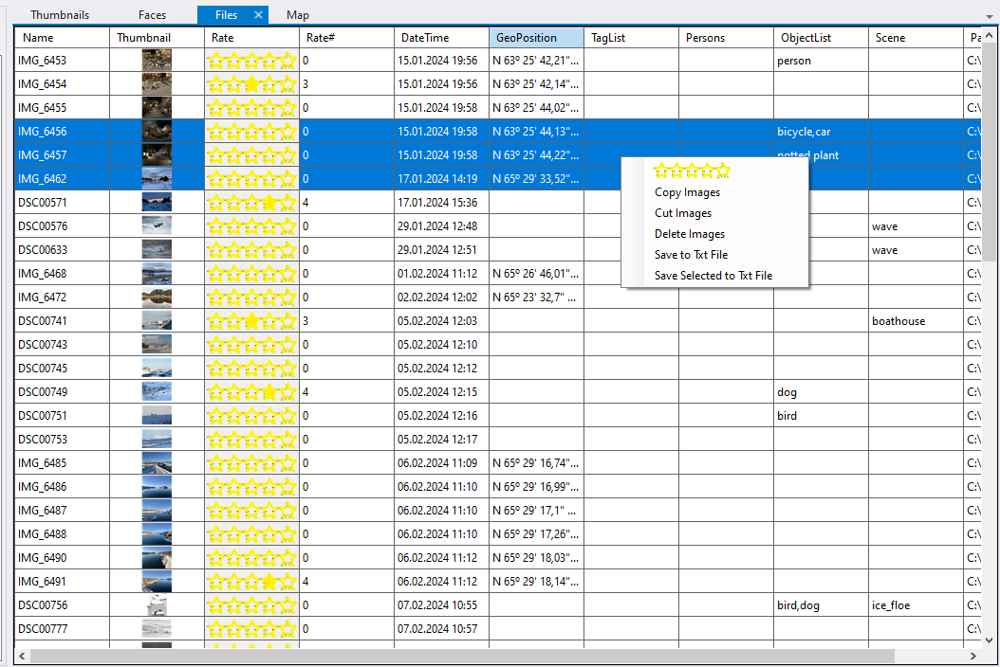 Thumbnails Faces Files Map
Name Thumbnail Rate Rate# DateTime GeoPosition TagList Persons ObjectList Scene Pa
IMG_6453 0 15.01.2024 19:56 N 63º 25' 42,21"... person C:\
IMG_6454 3 15.01.2024 19:56 N 63º 25' 42,14"... C:\
IMG_6455 0 15.01.2024 19:58 N 63º 25' 44,02"... C:\
IMG_6456 0 15.01.2024 19:58 N 63º 25' 44,13"... bicycle,car C:\
IMG_6457 0 15.01.2024 19:58 N 63º 25' 44,22"... potted plant C:\
IMG_6462 0 17.01.2024 14:19 N 65º 29' 33,52"... C:\
DSC00571 4 17.01.2024 15:36 C:\
DSC00576 0 29.01.2024 12:48 wave C:\
DSC00633 0 29.01.2024 12:51 wave C:\
IMG_6468 0 01.02.2024 11:12 N 65º 26' 46,01"... C:\
IMG_6472 0 02.02.2024 12:02 N 65º 23' 32,7" ... C:\
DSC00741 3 05.02.2024 12:03 boathouse C:\
DSC00743 0 05.02.2024 12:10 C:\
DSC00745 0 05.02.2024 12:12 C:\
DSC00749 4 05.02.2024 12:15 dog C:\
DSC00751 0 05.02.2024 12:16 bird C:\
DSC00753 0 05.02.2024 12:17 C:\
IMG_6485 0 06.02.2024 11:09 N 65º 29' 16,74"... C:\
IMG_6486 0 06.02.2024 11:10 N 65º 29' 16,99"... C:\
IMG_6487 0 06.02.2024 11:10 N 65º 29' 17,1" ... C:\
IMG_6488 0 06.02.2024 11:10 N 65º 29' 17,26"... C:\
IMG_6490 0 06.02.2024 11:12 N 65º 29' 18,03"... C:\
IMG_6491 4 06.02.2024 11:12 N 65º 29' 18,14"... C:\
DSC00756 0 07.02.2024 10:55 bird,dog ice_floe C:\
DSC00777 0 07.02.2024 10:57 C:\
Copy Images
Cut Images
Delete Images
Save to Txt File
Save Selected to Txt File